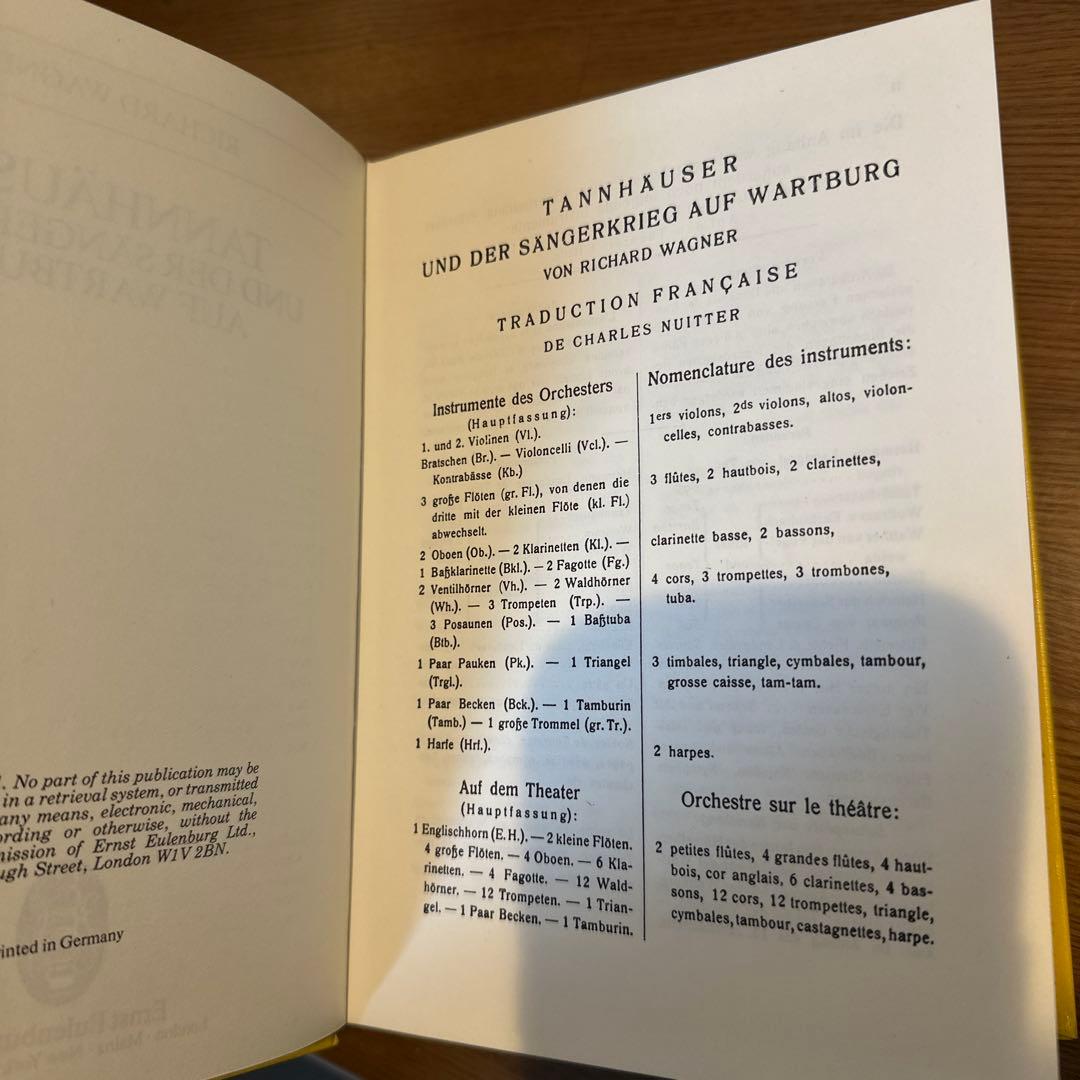 . No part of this publication may be
in a retrieval system, or transmitted
any means, electronic, mechanical,
or otherwise, without the
of Ernst Eulenburg Ltd.,
Street, London W1V 2BN.
in Germany
TANNHÄUSER
UND DER SÄNGERKRIEG AUF WARTBURG
VON RICHARD WAGNER
TRADUCTION FRANÇAISE
DE CHARLES NUITTER
Instrumente des Orchesters
(Hauptfassung):
1. und 2. Violinen (Vl.).
Bratschen (Br.). — Violoncelli (Vcl.). —
Kontrabässe (Kb.)
3 große Flöten (gr. Fl.), von denen die
dritte mit der kleinen Flöte (kl. Fl.)
abwechselt.
2 Oboen (Ob.). — 2 Klarinetten (Kl.). —
1 Baßklarinette (Bkl.). — 2 Fagotte (Fg.)
2 Ventilhörner (Vh.). — 2 Waldhörner
(Wh.). — 3 Trompeten (Trp.). —
3 Posaunen (Pos.). — 1 Baßtuba
(Btb.).
1 Paar Pauken (Pk.). — 1 Triangel
(Trgl.).
1 Paar Becken (Bck.). — 1 Tamburin
(Tamb.) — 1 große Trommel (gr. Tr.).
1 Harfe (Hrf.).
Auf dem Theater
(Hauptfassung):
1 Englischhorn (E. H.). — 2 kleine Flöten.
4 große Flöten. — 4 Oboen. — 6 Kla-
rinetten. — 4 Fagotte. — 12 Wald-
hörner. — 12 Trompeten. — 1 Trian-
gel. — 1 Paar Becken. — 1 Tamburin.
Nomenclature des instruments:
1ers violons, 2ds violons, altos, violon-
celles, contrabasses.
3 flûtes, 2 hautbois, 2 clarinettes,
clarinette basse, 2 bassons,
4 cors, 3 trompettes, 3 trombones,
tuba.
3 timbales, triangle, cymbales, tambour,
grosse caisse, tam-tam.
2 harpes.
Orchestre sur le théâtre:
2 petites flûtes, 4 grandes flûtes, 4 haut-
bois, cor anglais, 6 clarinettes, 4 bas-
sons, 12 cors, 12 trompettes, triangle,
cymbales, tambour, castagnettes, harpe.